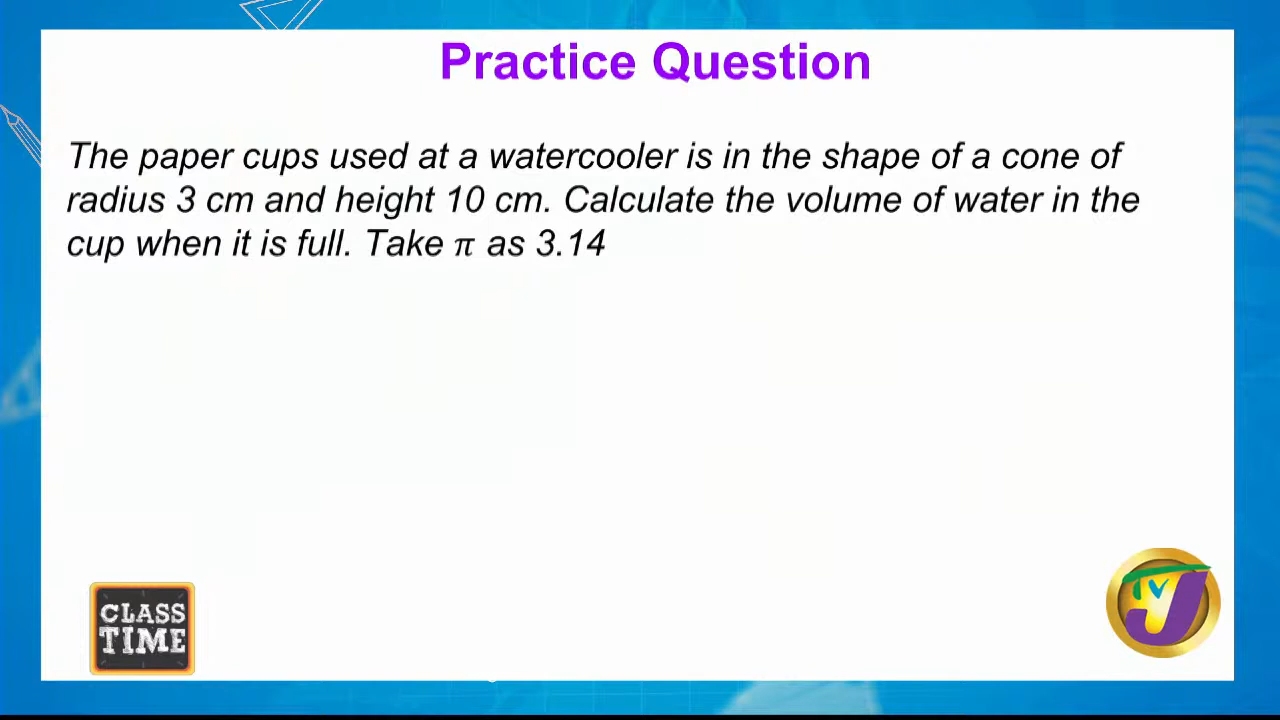 Practice Question
The paper cups used at a watercooler is in the shape of a cone of
radius 3 cm and height 10 cm. Calculate the volume of water in the
cup when it is full. Take π as 3.14
CLASS
TIME
TVJ